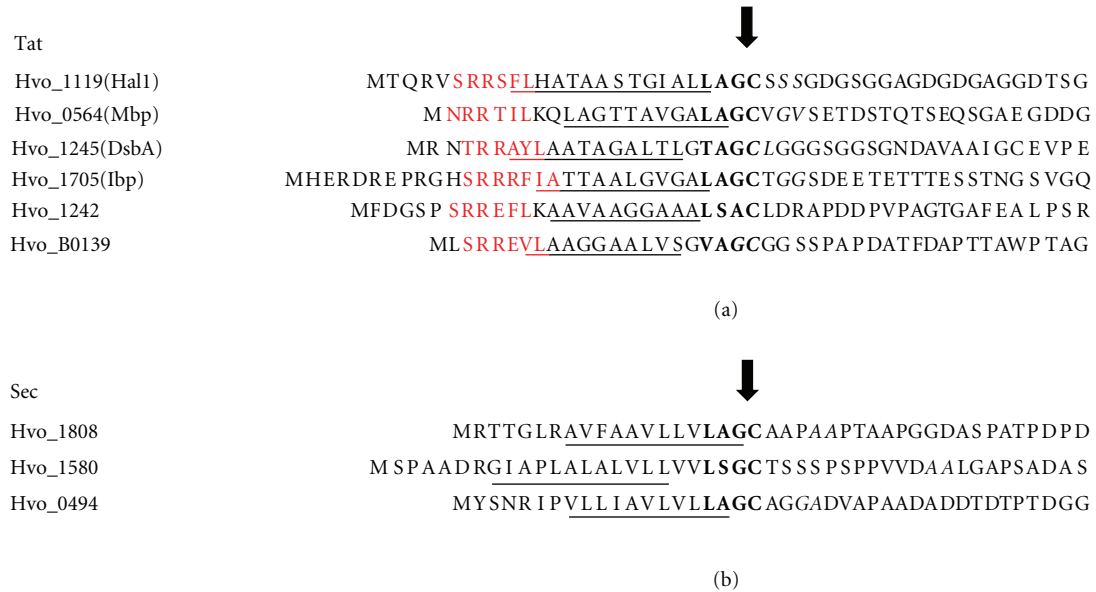 Tat
Hvo_1119(Hal1) MTQRVSRRSFLHATAASTGIALLLAGCSSSGDGSGGAGDGDGAGGDTSG
Hvo_0564(Mbp) MNRRTILKQLAGTTAVGALAGCVGVSETDSTQTSEQSGAEGDDG
Hvo_1245(DsbA) MRNTRRAYLAATAGALTLGTAGCLGGGSGGSGNDAVAAIGCEVPE
Hvo_1705(Ibp) MHERDREPRGHSRRRFIATTAALGVGALAGCTGGSDEETETTTESSTNGSVGQ
Hvo_1242 MFDGSPSRREFLKAAVAAGGAAALSACLDRAPDDPVPAGTGAFEALPSR
Hvo_B0139 MLSRREVLAAGGAALVSGVAGCGGSSPAPDATFDAPTTAWPTAG
(a)
Sec
Hvo_1808 MRTTGLRAVFAAVLLVLAGCAAPAAPTAAPGGDASPATPDPD
Hvo_1580 MSPAADRGIAPLALALVLLVVLSGCTSSSPSPPVVDAALGAPSADAS
Hvo_0494 MYSNRIPVLLIAVLVLLAGCAGGADVAPAADADDTDTPTDGG
(b)